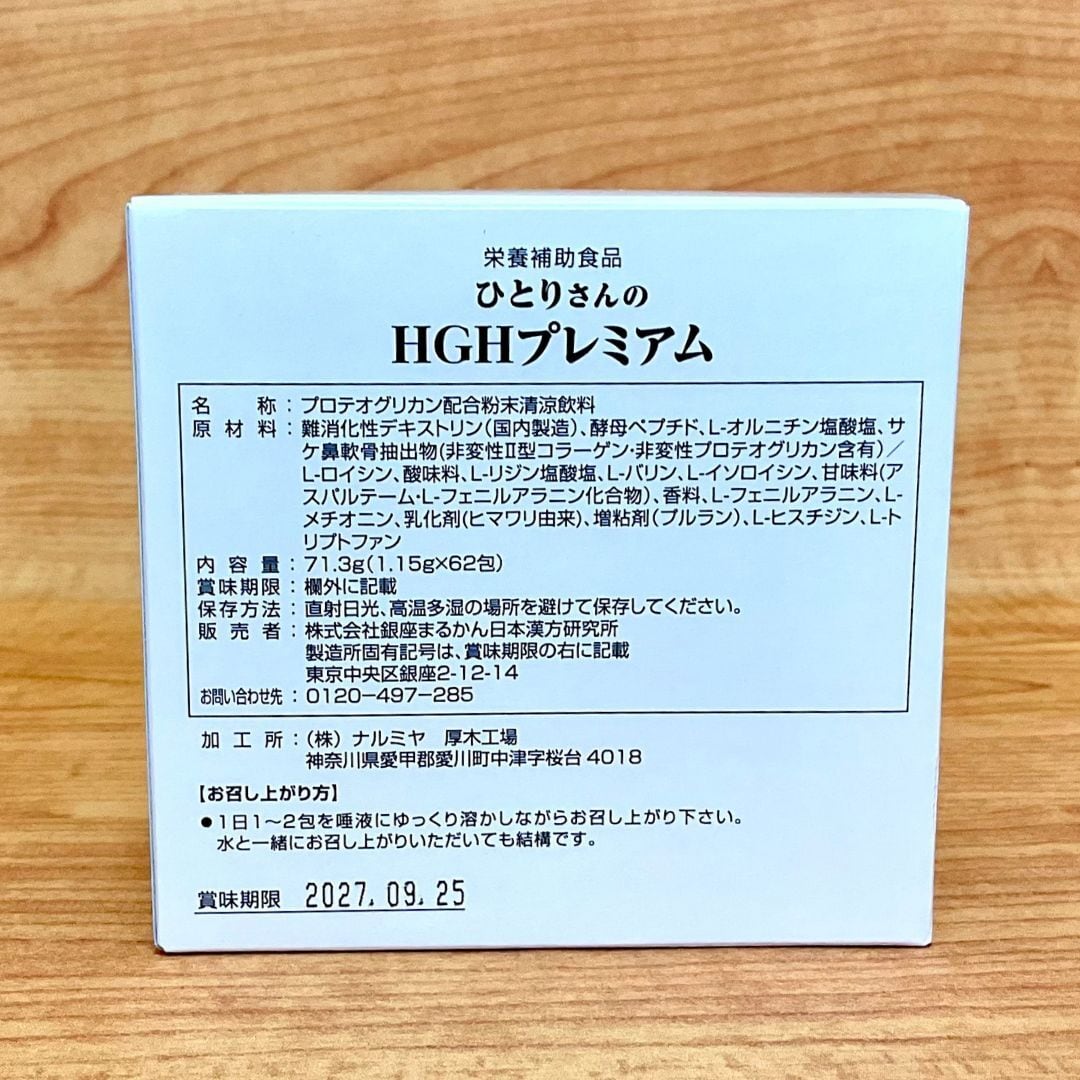 栄養補助食品
ひとりさんの
HGHプレミアム
名称：プロテオグリカン配合粉末清涼飲料
原材料：難消化性デキストリン(国内製造)、酵母ペプチド、L-オルニチン塩酸塩、サ
ケ鼻軟骨抽出物(非変性Ⅱ型コラーゲン・非変性プロテオグリカン含有)／
L-ロイシン、酸味料、L-リジン塩酸塩、L-バリン、L-イソロイシン、甘味料(ア
スパルテーム・L-フェニルアラニン化合物)、香料、L-フェニルアラニン、L-
メチオニン、乳化剤(ヒマワリ由来)、増粘剤(プルラン)、L-ヒスチジン、L-ト
リプトファン
内容量：71.3g(1.15g×62包)
賞味期限：欄外に記載
保存方法：直射日光、高温多湿の場所を避けて保存してください。
販売者：株式会社銀座まるかん日本漢方研究所
製造所固有記号は、賞味期限の右に記載
東京中央区銀座2-12-14
お問い合わせ先：0120-497-285
加工所：(株)ナルミヤ 厚木工場
神奈川県愛甲郡愛川町中津字桜台4018
【お召し上がり方】
●1日1～2包を唾液にゆっくり溶かしながらお召し上がり下さい。
水と一緒にお召し上がりいただいても結構です。
賞味期限 2027.09.25